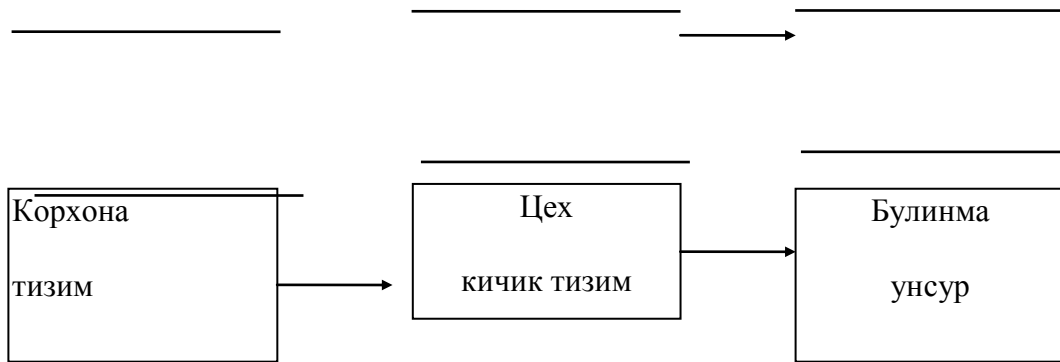 Корхона
тизим
Цех
кичик тизим
Булинма
унсур